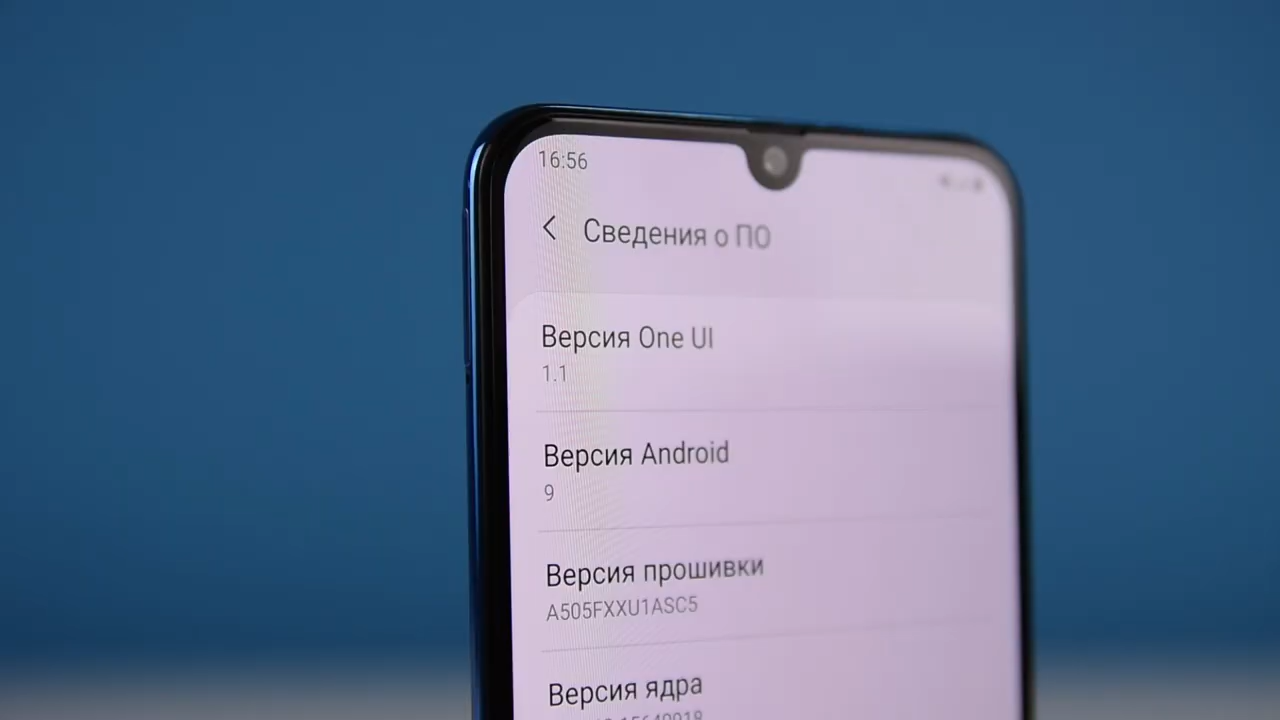 16:56
Сведения о ПО
Версия One UI
1.1
Версия Android
9
Версия прошивки
A505FXXU1ASC5
Версия ядра